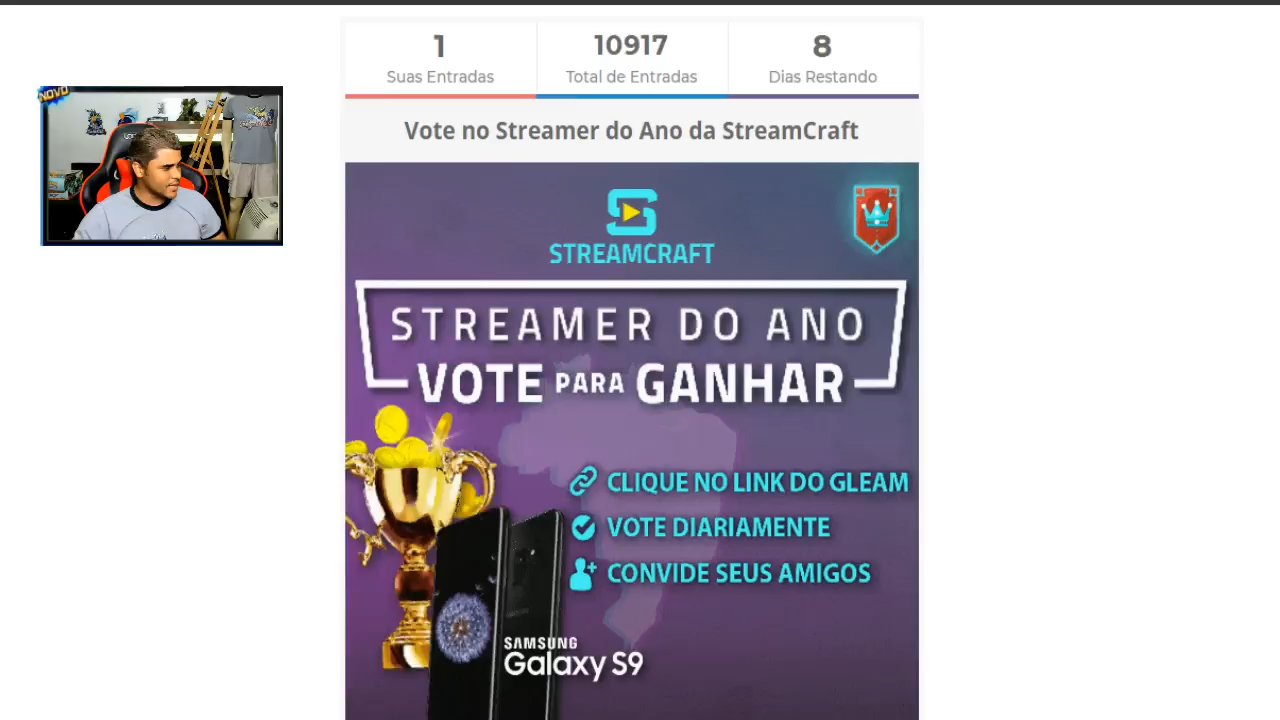 1
Suas Entradas
10917
Total de Entradas
8
Dias Restando
NOVO
Vote no Streamer do Ano da StreamCraft
STREAMCRAFT
STREAMER DO ANO
VOTE PARA GANHAR
CLIQUE NO LINK DO GLEAM
VOTE DIARIAMENTE
CONVIDE SEUS AMIGOS
SAMSUNG
Galaxy S9